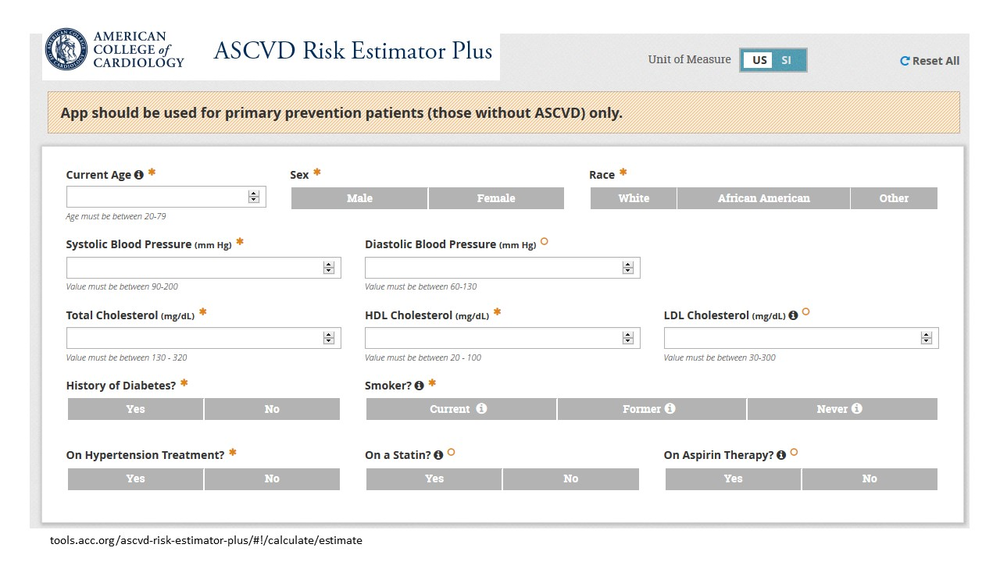 AMERICAN
COLLEGE of
CARDIOLOGY
ASCVD Risk Estimator Plus
Unit of Measure US SI
Reset All
App should be used for primary prevention patients (those without ASCVD) only.
Current Age * Sex * Race *
Male Female White African American Other
Age must be between 20-79
Systolic Blood Pressure (mm Hg) * Diastolic Blood Pressure (mm Hg)
Value must be between 90-200 Value must be between 60-130
Total Cholesterol (mg/dL) * HDL Cholesterol (mg/dL) * LDL Cholesterol (mg/dL)
Value must be between 130 - 320 Value must be between 20 - 100 Value must be between 30-300
History of Diabetes? * Smoker? *
Yes No Current Former Never
On Hypertension Treatment? * On a Statin? On Aspirin Therapy?
Yes No Yes No Yes No
tools.acc.org/ascvd-risk-estimator-plus/#!/calculate/estimate